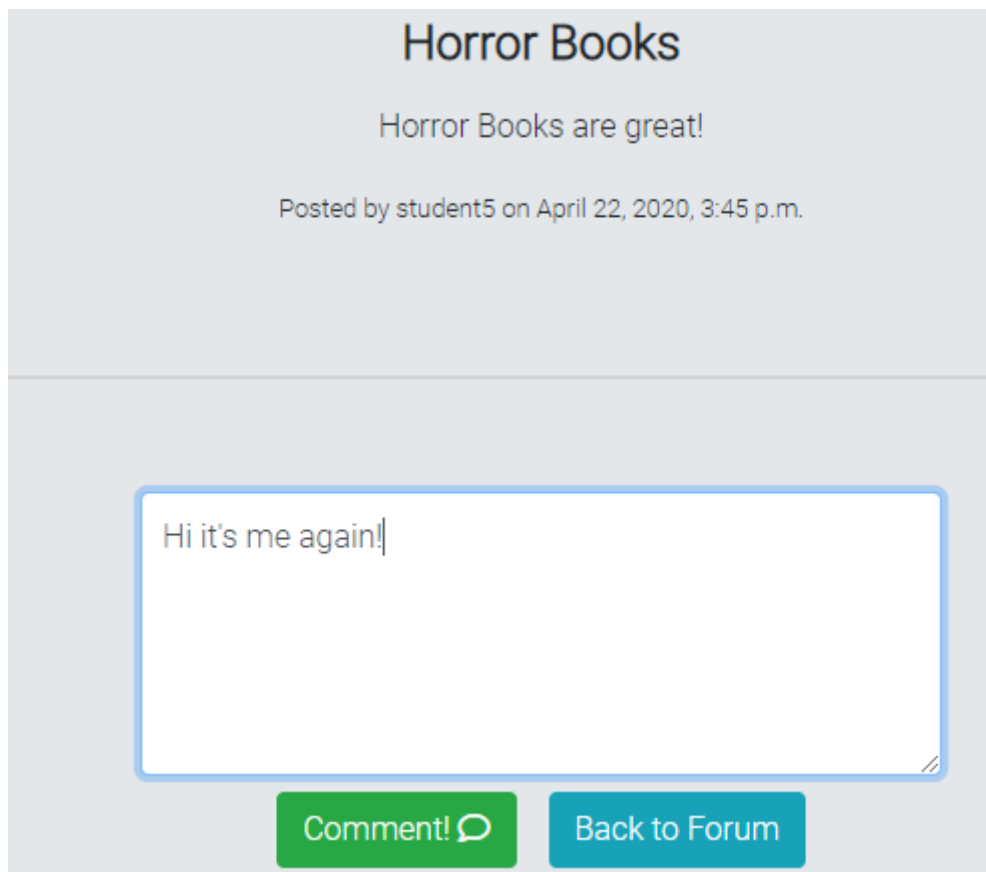 Horror Books
Horror Books are great!
Posted by student5 on April 22, 2020, 3:45 p.m.
Hi it's me again!
Comment!
Back to Forum